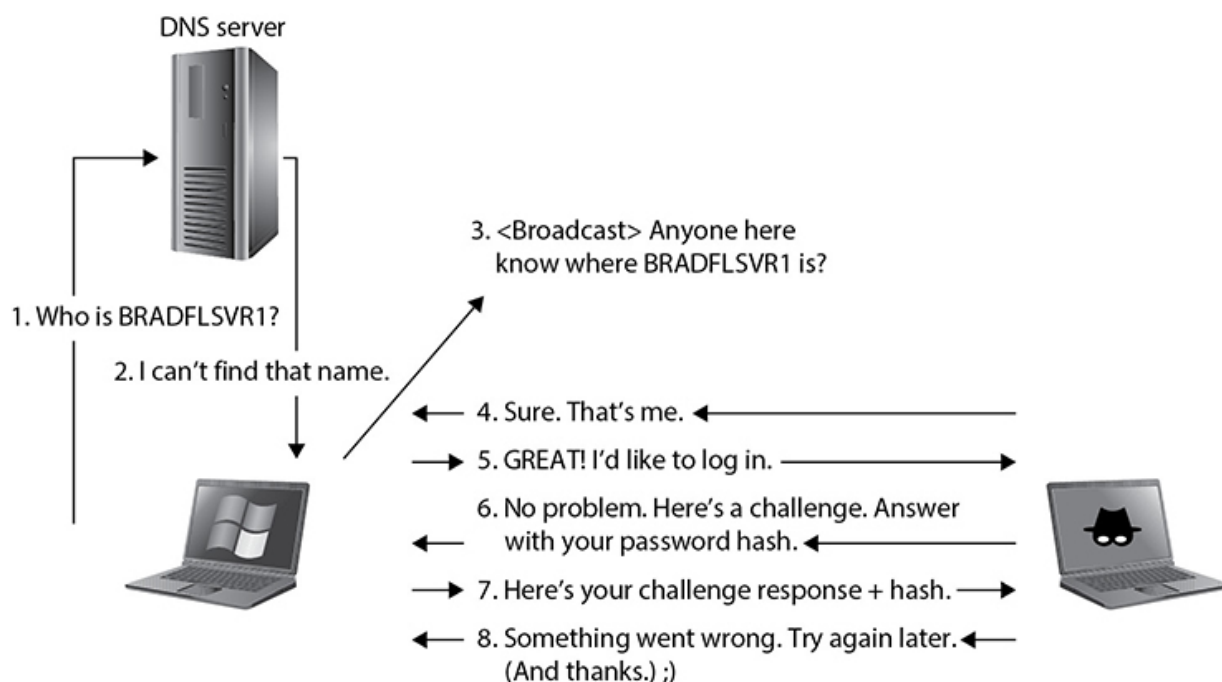 DNS server
1. Who is BRADFLSVR1?
2. I can’t find that name.
3. <Broadcast> Anyone here
know where BRADFLSVR1 is?
4. Sure. That’s me.
5. GREAT! I’d like to log in.
6. No problem. Here’s a challenge. Answer
with your password hash.
7. Here’s your challenge response + hash.
8. Something went wrong. Try again later.
(And thanks.) ;)